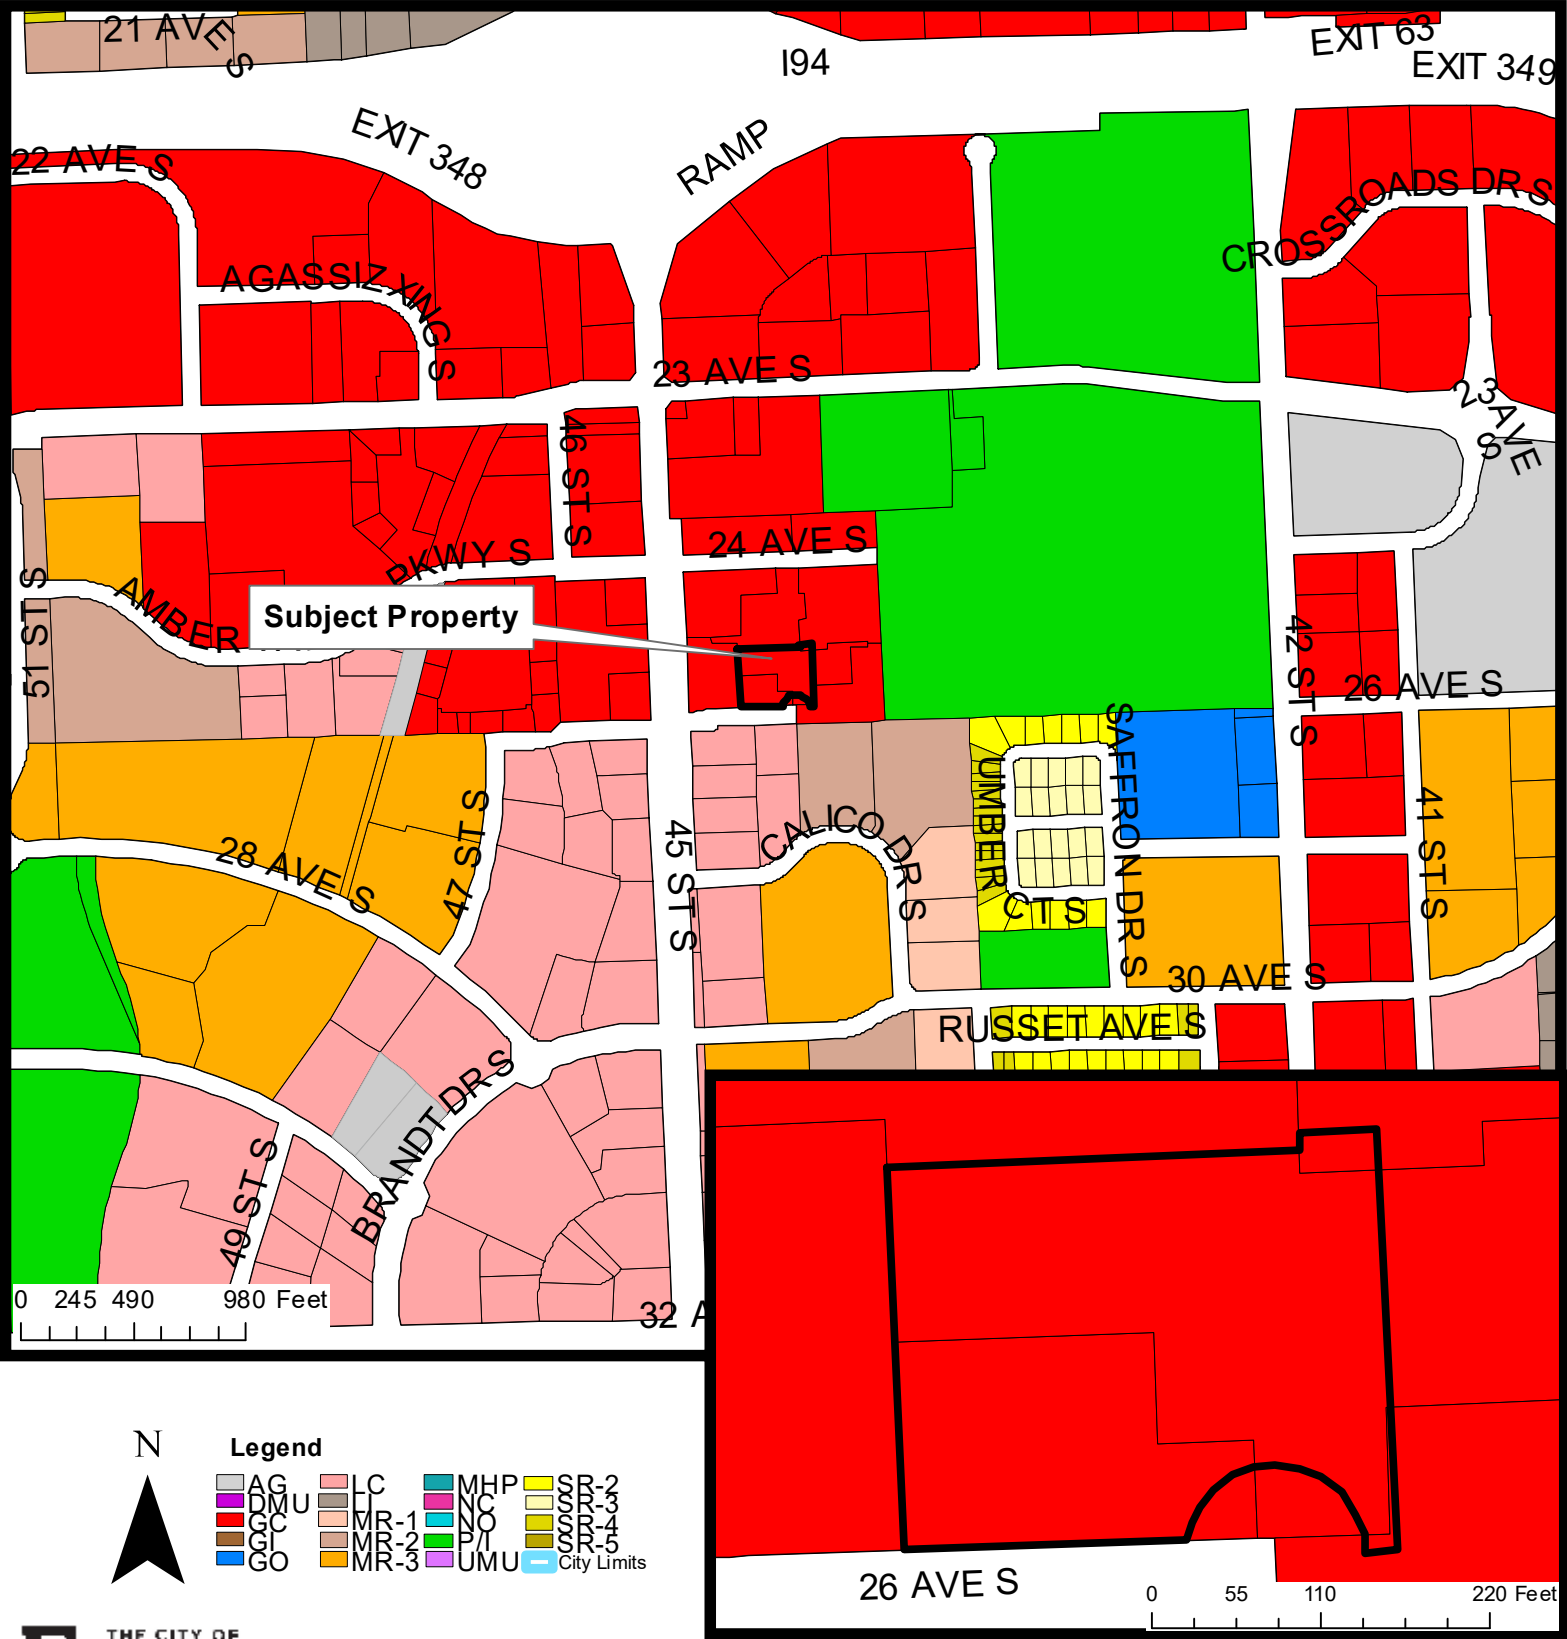 21 AVE S
I94
EXIT 63
EXIT 349
EXIT 348
RAMP
22 AVE S
CROSSROADS DR S
AGASSIZ XING S
23 AVE S
23 AVE S
46 ST S
24 AVE S
PKWY S
AMBER
Subject Property
51 ST S
42 ST S
26 AVE S
SAFFRON DR S
UMBER CT S
47 ST S
28 AVE S
45 ST S
CALICO DR S
41 ST S
30 AVE S
RUSSET AVE S
BRANDT DR S
49 ST S
0 245 490 980 Feet
32 A
N
Legend
AG
DMU
GC
GI
GO
LC
LI
MR-1
MR-2
MR-3
MHP
NC
NO
P/I
UMU
SR-2
SR-3
SR-4
SR-5
City Limits
26 AVE S
0 55 110 220 Feet
THE CITY OF